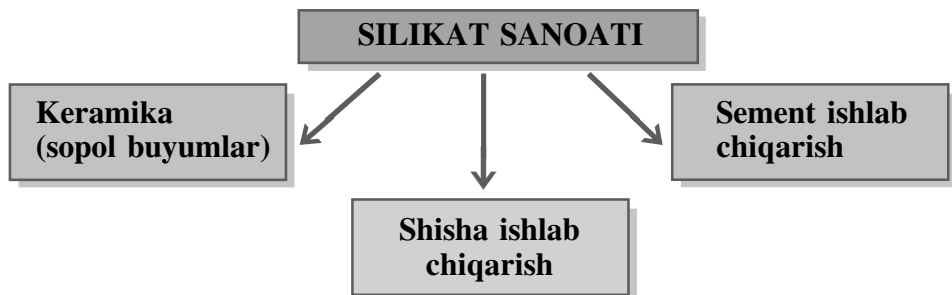 SILIKAT SANOATI
Keramika
(sopol buyumlar)
Sement ishlab
chiqarish
Shisha ishlab
chiqarish